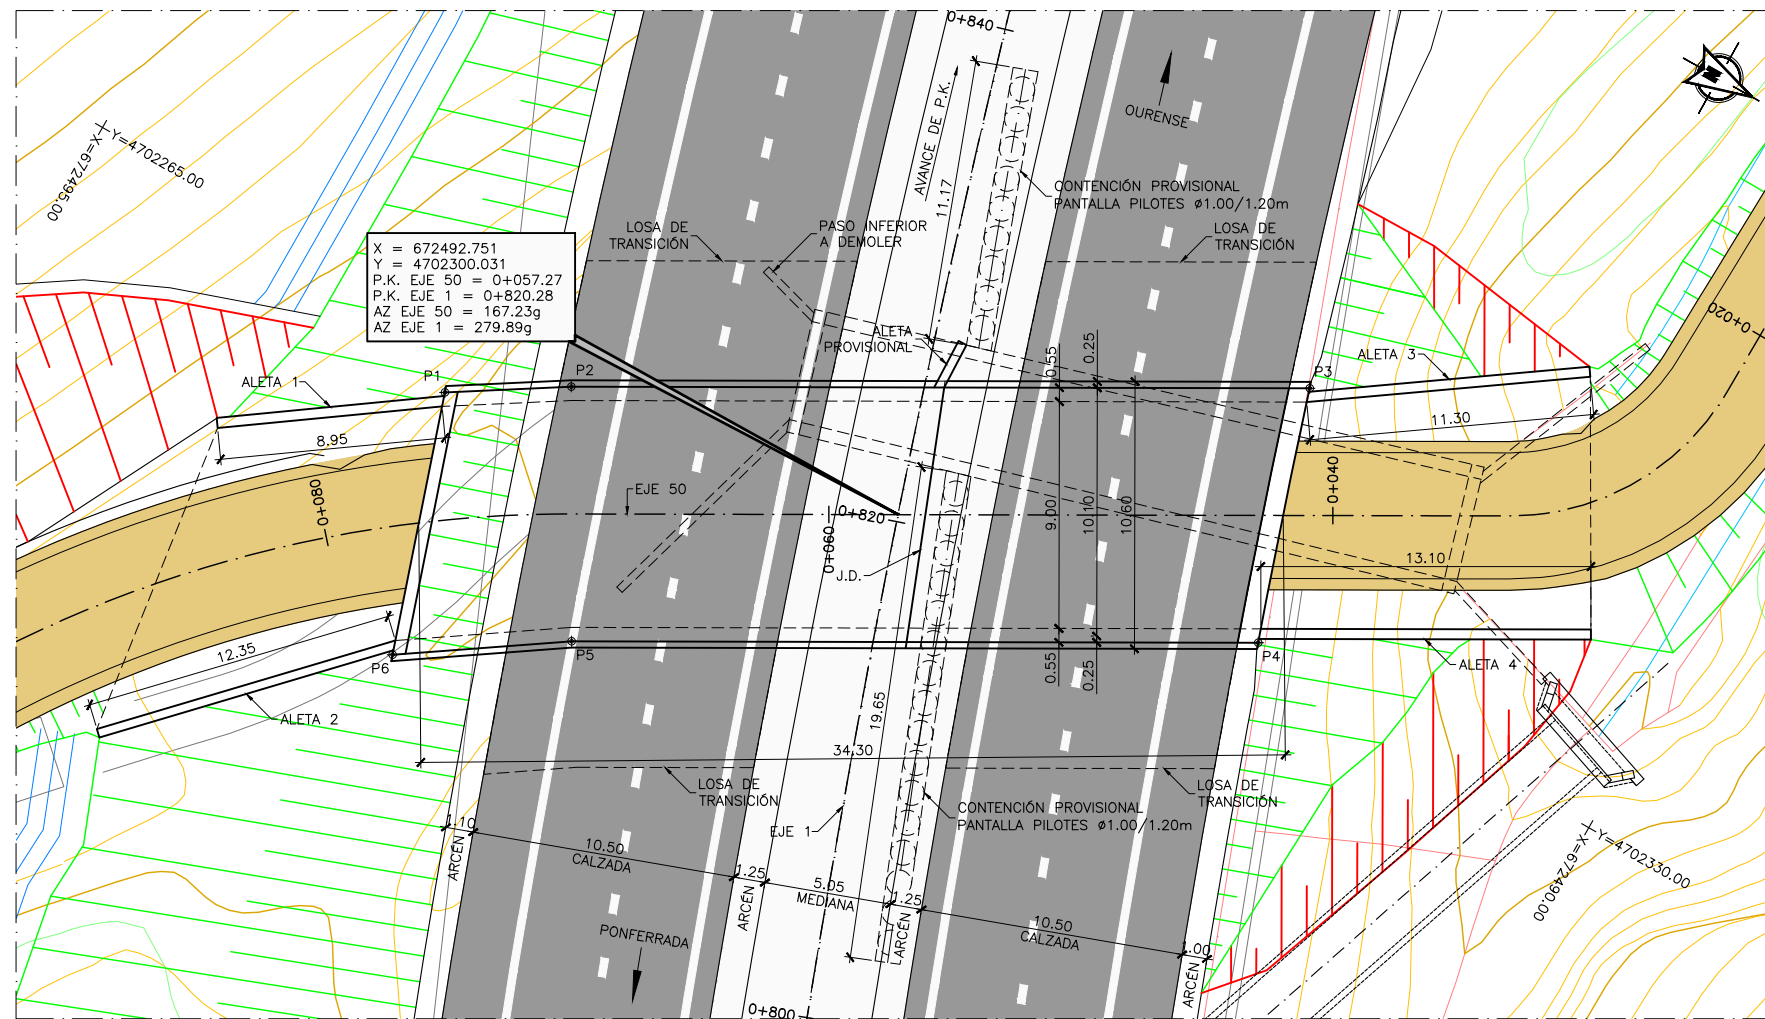 0+840
AVANCE DE P.K.
11.17
OURENSE
N
Y=4702265.00
X=672495.00
CONTENCIÓN PROVISIONAL
PANTALLA PILOTES ø1.00/1.20m
LOSA DE
TRANSICIÓN
PASO INFERIOR
A DEMOLER
LOSA DE
TRANSICIÓN
X = 672492.751
Y = 4702300.031
P.K. EJE 50 = 0+057.27
P.K. EJE 1 = 0+820.28
AZ EJE 50 = 167.23g
AZ EJE 1 = 279.89g
ALETA
PROVISIONAL
0.55
0.25
0+020
ALETA 1
P1
P2
P3
ALETA 3
8.95
11.30
0+080
EJE 50
0+820
0+060
9.00
10.10
10.60
0+040
J.D.
13.10
12.35
P6
P5
0.55
0.25
P4
ALETA 4
ALETA 2
19.65
34.30
LOSA DE
TRANSICIÓN
LOSA DE
TRANSICIÓN
EJE 1
CONTENCIÓN PROVISIONAL
PANTALLA PILOTES ø1.00/1.20m
Y=4702330.00
X=672490.00
1.10
ARCÉN
10.50
CALZADA
1.25
ARCÉN
5.05
MEDIANA
1.25
ARCÉN
10.50
CALZADA
1.00
ARCÉN
PONFERRADA
0+800